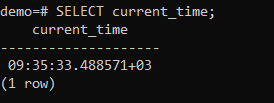 demo=# SELECT current_time;
    current_time
--------------------
 09:35:33.488571+03
(1 row)